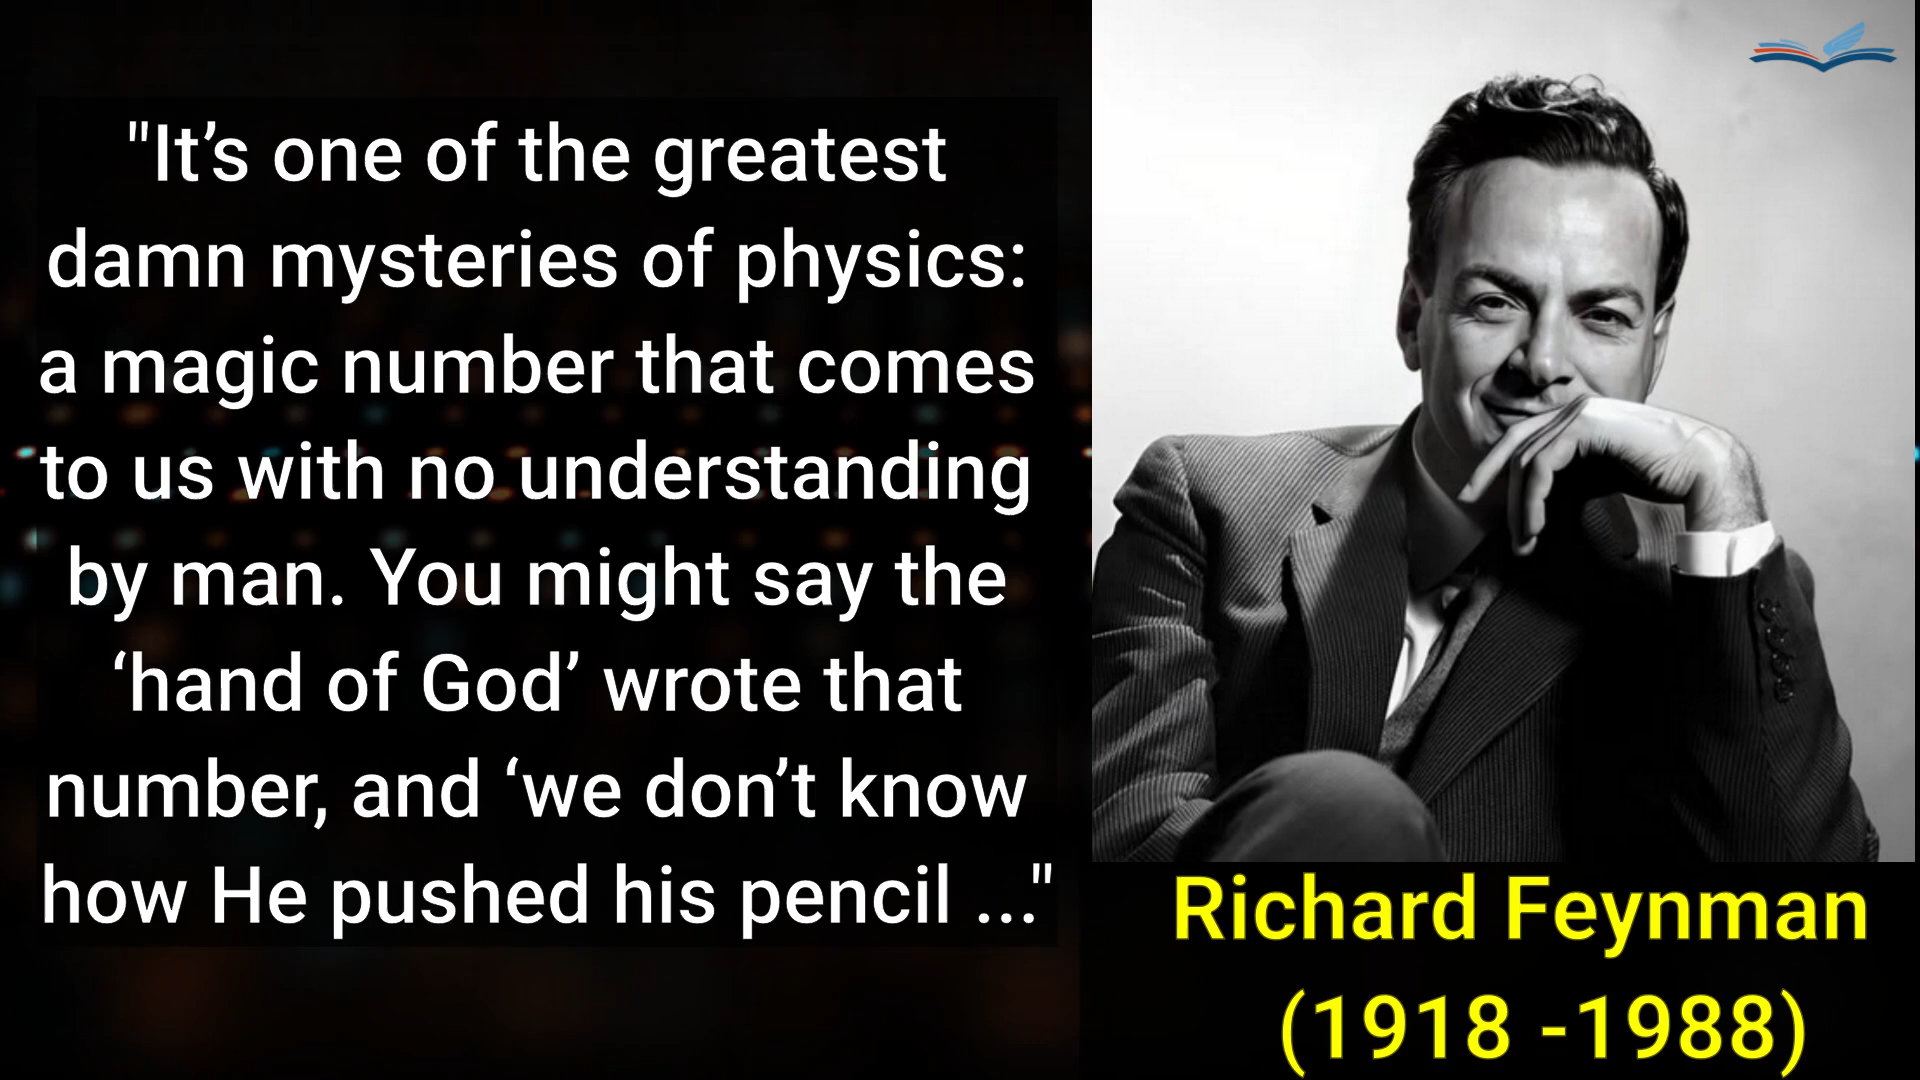 "It’s one of the greatest
damn mysteries of physics:
a magic number that comes
to us with no understanding
by man. You might say the
‘hand of God’ wrote that
number, and ‘we don’t know
how He pushed his pencil ..."
Richard Feynman
(1918 -1988)